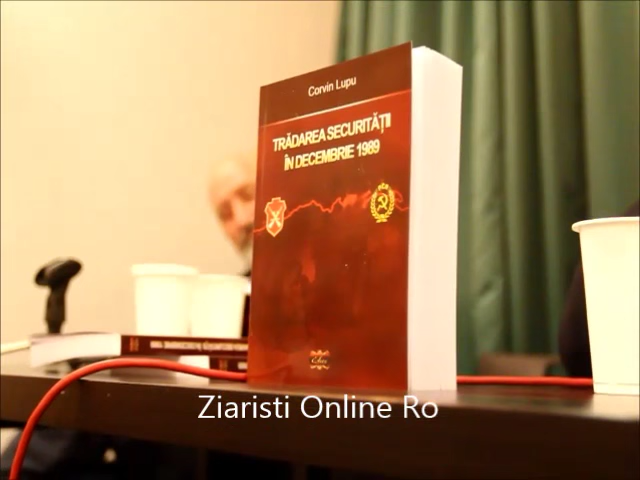 Corvin Lupu
TRĂDAREA SECURITĂȚII
ÎN DECEMBRIE 1989
Ziaristi Online Ro